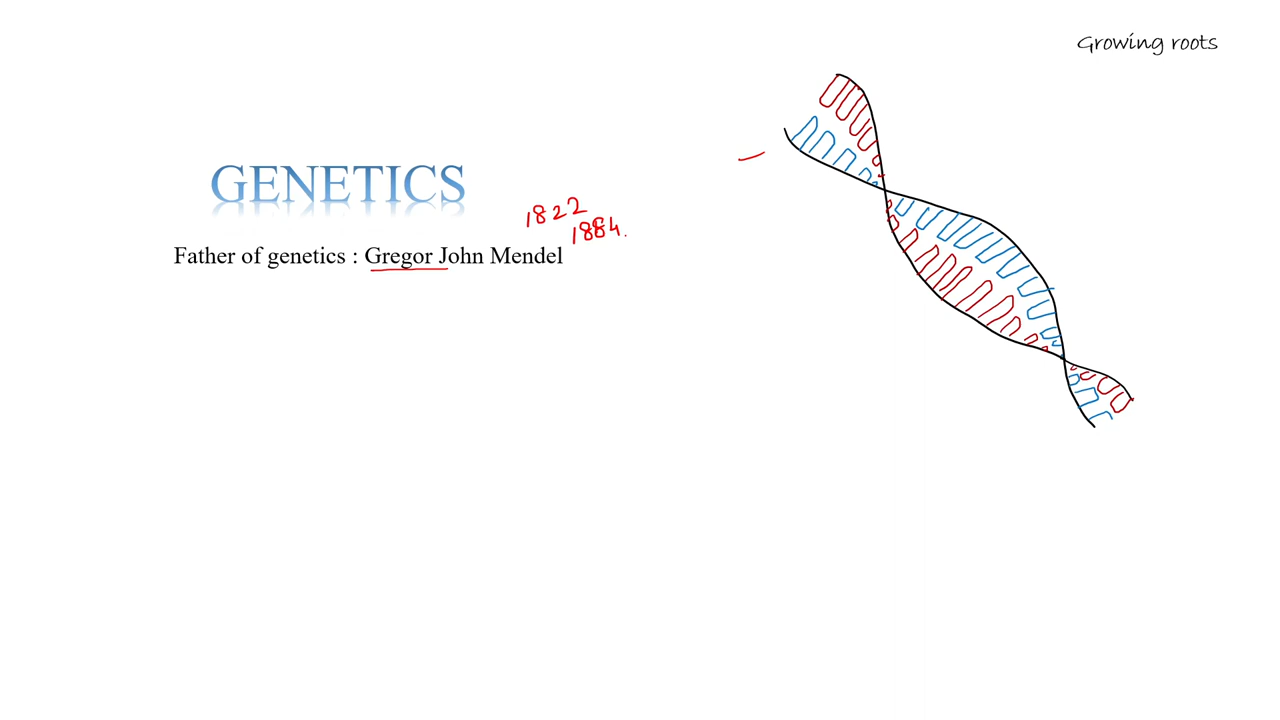 Growing roots
GENETICS
1822
1884.
Father of genetics : Gregor John Mendel